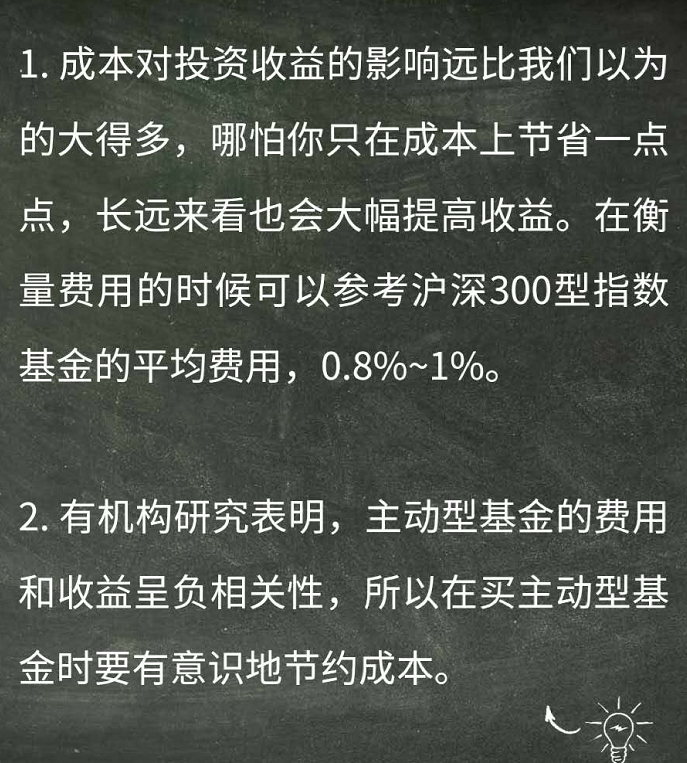 1. 成本对投资收益的影响远比我们以为
的大得多，哪怕你只在成本上节省一点
点，长远来看也会大幅提高收益。在衡
量费用的时候可以参考沪深300型指数
基金的平均费用，0.8%~1%。
2. 有机构研究表明，主动型基金的费用
和收益呈负相关性，所以在买主动型基
金时要有意识地节约成本。